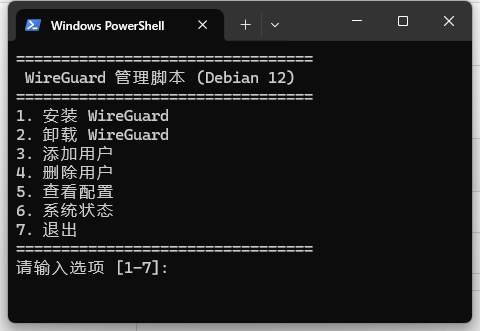 Windows PowerShell
=================================
WireGuard 管理脚本 (Debian 12)
=================================
1. 安装 WireGuard
2. 卸载 WireGuard
3. 添加用户
4. 删除用户
5. 查看配置
6. 系统状态
7. 退出
=================================
请输入选项 [1-7]: